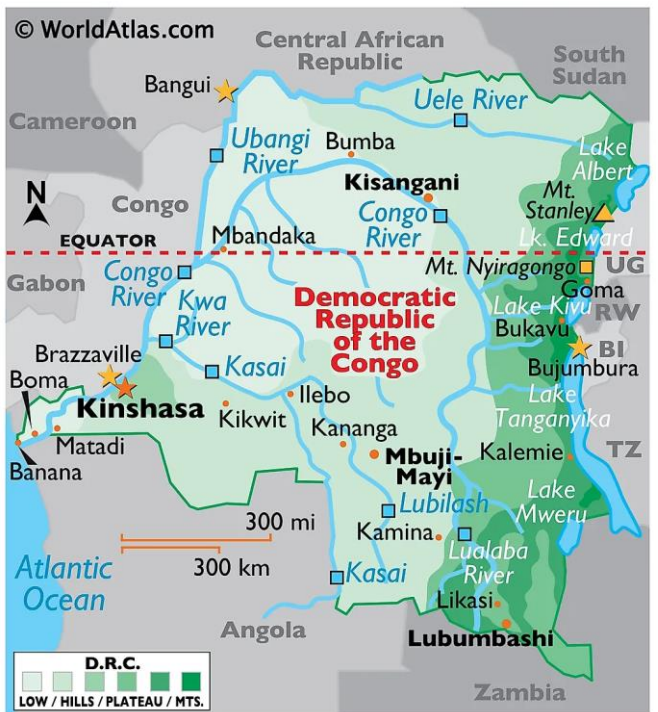 © WorldAtlas.com
Central African
Republic
South
Sudan
Bangui
Uele River
Cameroon
Ubangi
River
Bumba
Lake
Albert
N
Kisangani
Mt.
Stanley
Congo
Congo
River
Mbandaka
Lk. Edward
EQUATOR
Gabon
Congo
River
Mt. Nyiragongo
UG
Goma
Kwa
River
Democratic
Republic
of the
Congo
Lake Kivu
RW
Bukavu
Brazzaville
Kasai
BI
Bujumbura
Boma
Kinshasa
Ilebo
Lake
Tanganyika
Kikwit
Kananga
Matadi
Banana
Mbuji-
Mayi
Kalemie
TZ
Lubilash
Lake
Mweru
300 mi
300 km
Kamina
Lualaba
River
Atlantic
Ocean
Kasai
Likasi
Angola
Lubumbashi
D.R.C.
LOW / HILLS / PLATEAU / MTS.
Zambia